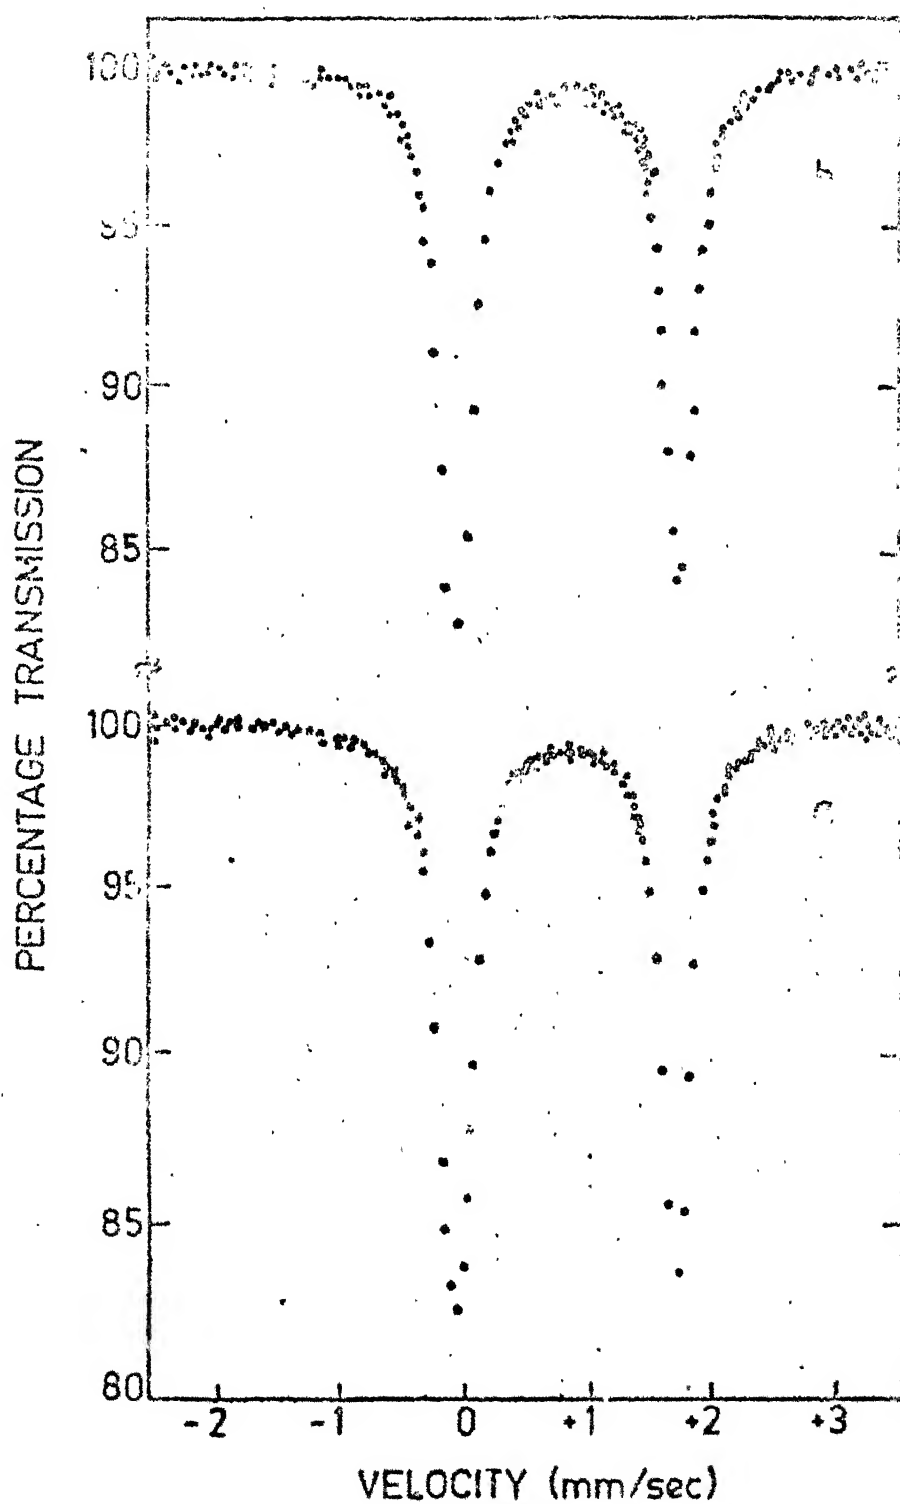 100
95
b
90
85
PERCENTAGE TRANSMISSION
100
a
95
90
85
80
-2 -1 0 +1 +2 +3
VELOCITY (mm/sec)